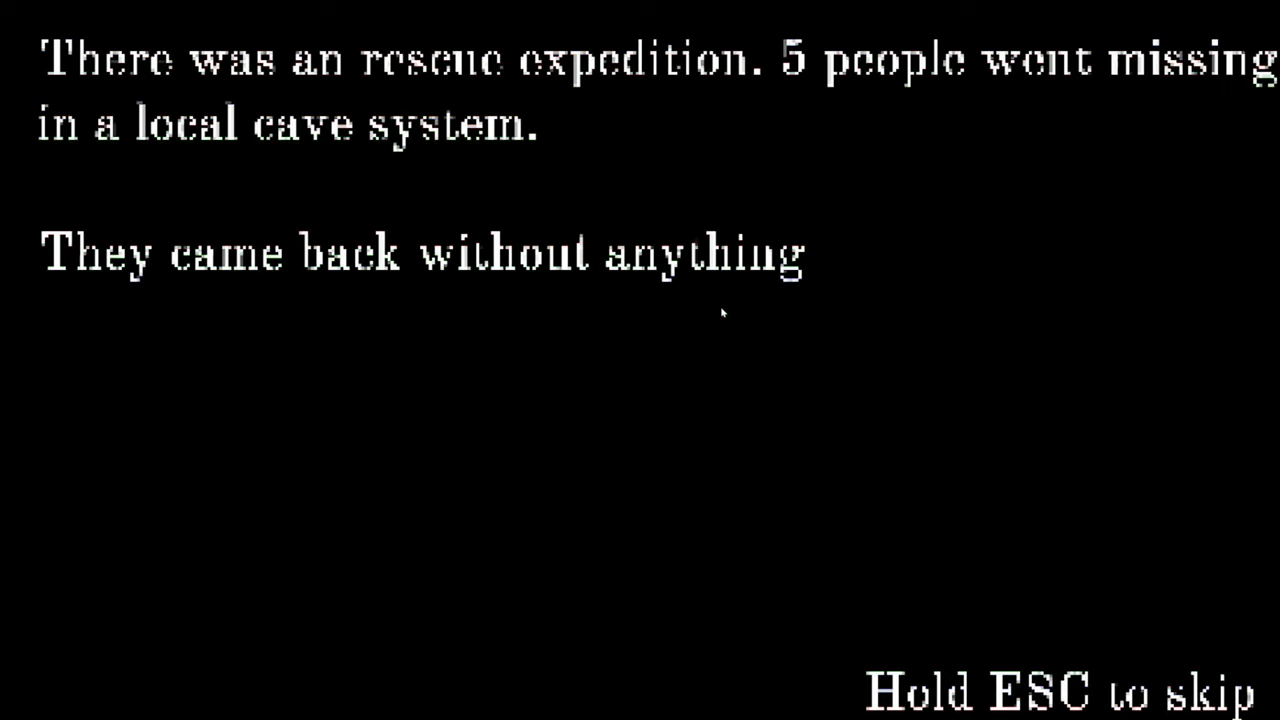 There was an rescue expedition. 5 people went missing
in a local cave system.
They came back without anything
Hold ESC to skip